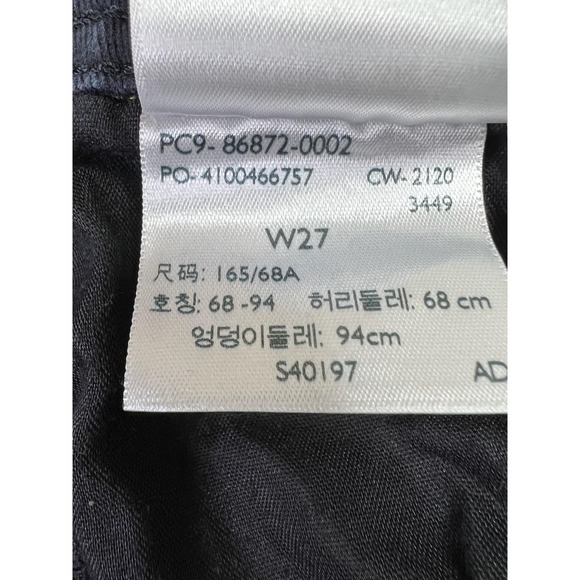 PC9- 86872-0002
PO- 4100466757 CW- 2120
3449
W27
尺码: 165/68A
호칭: 68 -94 허리둘레: 68 cm
엉덩이둘레: 94cm
S40197 AD